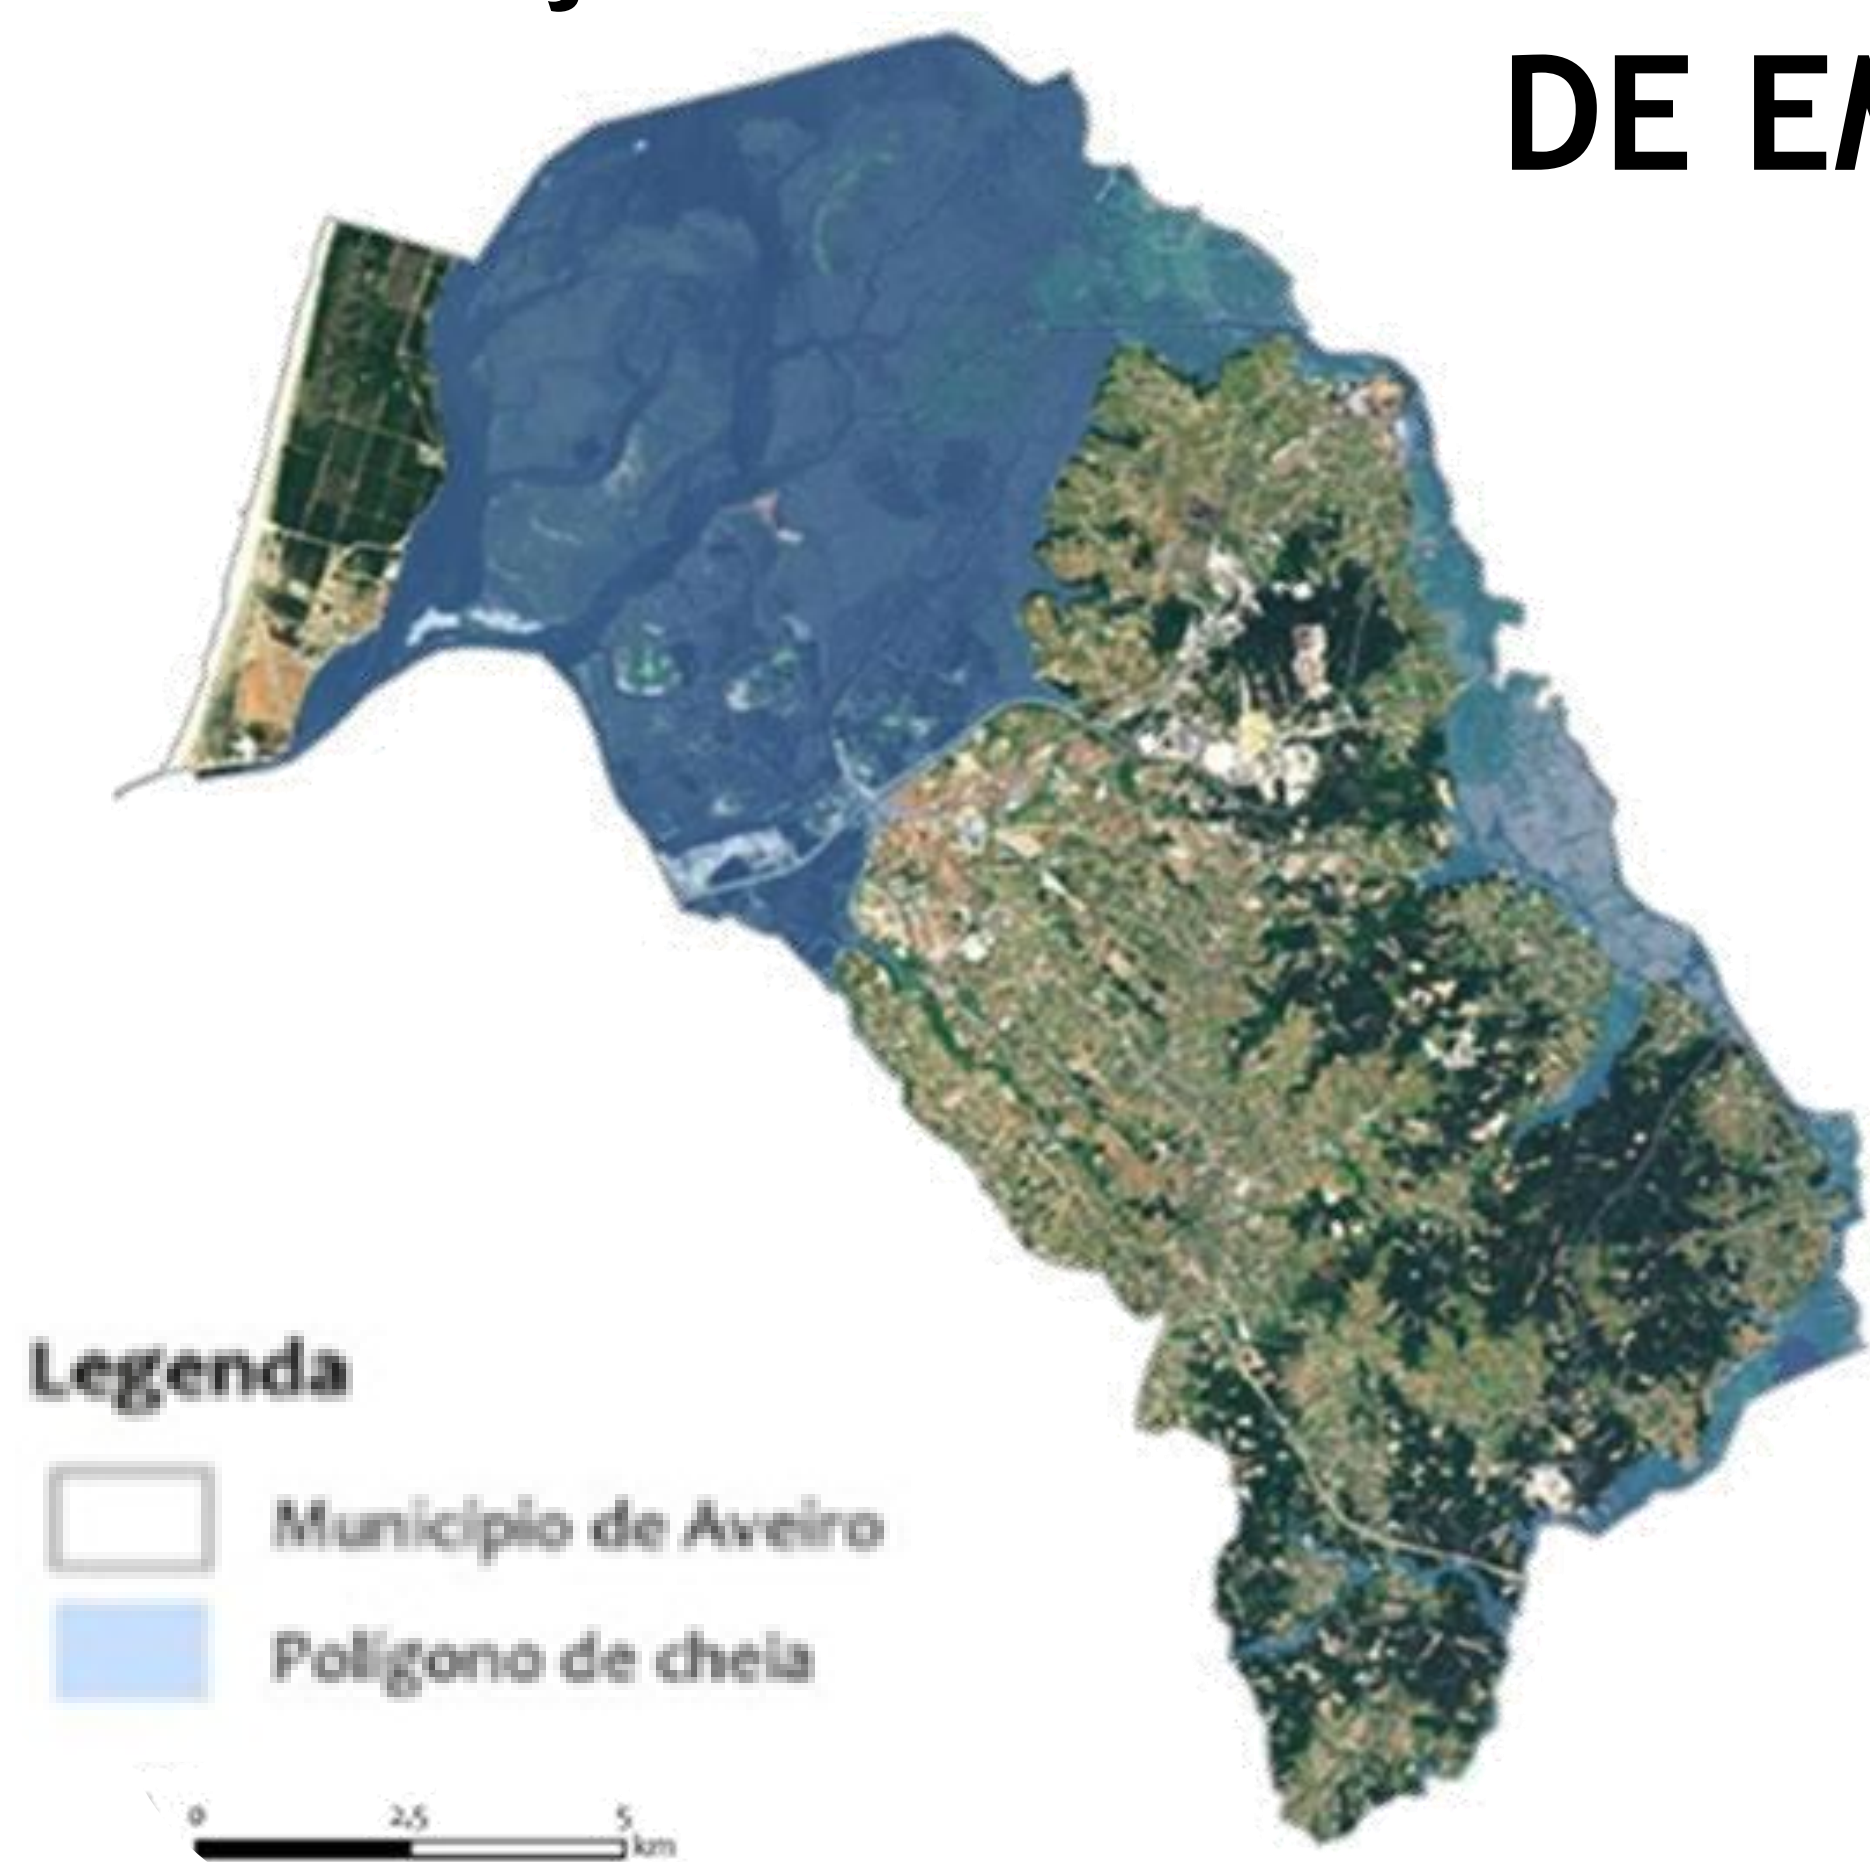 DE
Legenda
Município de Aveiro
Polígono de cheia
0 2,5 5
km